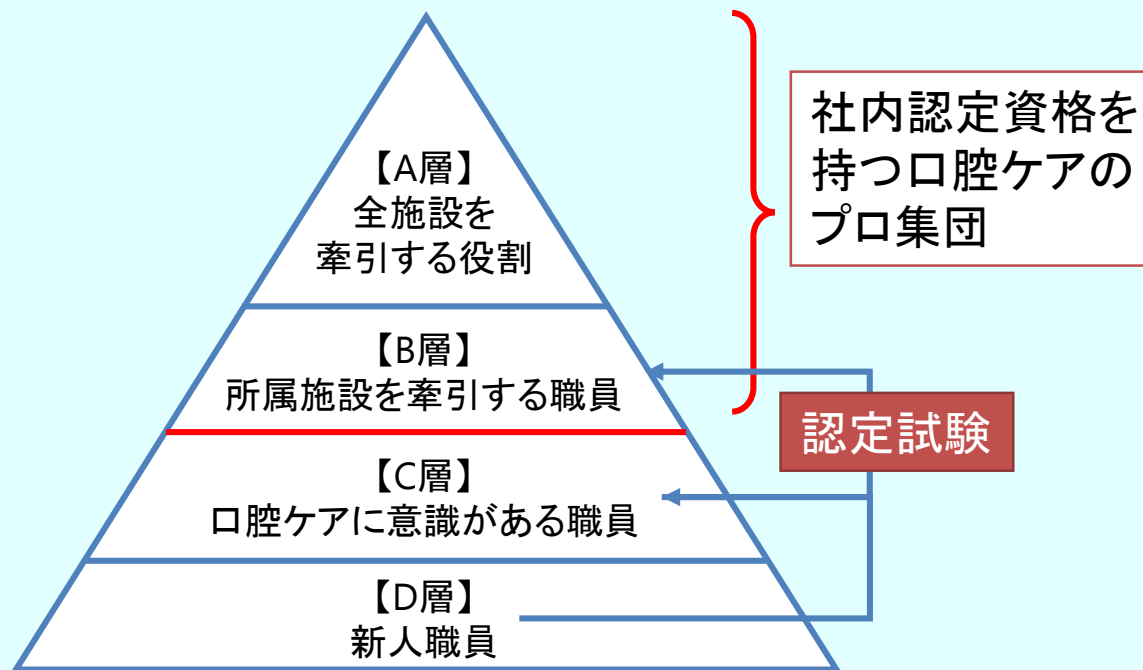 【A層】
全施設を
牽引する役割
社内認定資格を
持つ口腔ケアの
プロ集団
【B層】
所属施設を牽引する職員
認定試験
【C層】
口腔ケアに意識がある職員
【D層】
新人職員